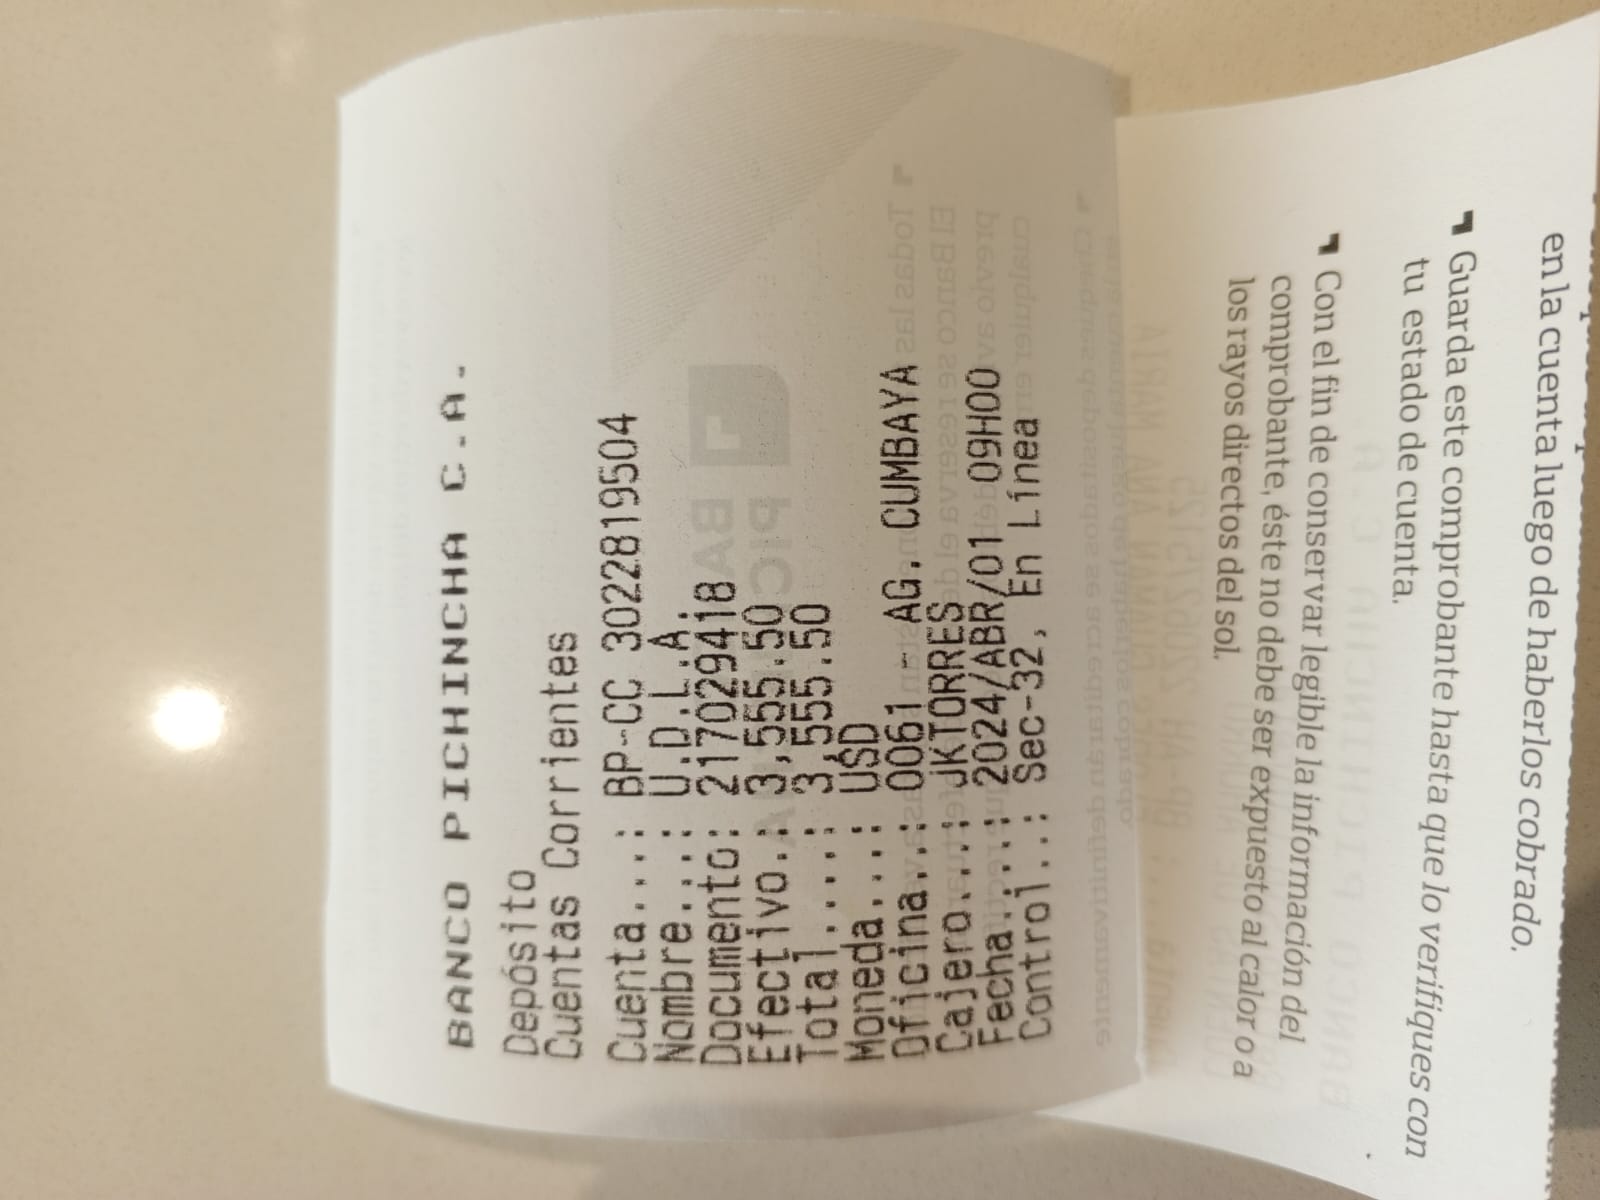 BANCO PICHINCHA C.A.
Depósito
Cuentas Corrientes
Cuenta....: BP-CC 3022819504
Nombre....: U.D.L.A.
Documento: 217029418
Efectivo.: 3,555.50
Total.....: 3,555.50
Moneda....: USD
Oficina..: 0061 - AG. CUMBAYA
Cajero...: JKTORRES
Fecha....: 2024/ABR/01 09H00
Control..: Sec-32, En Línea
en la cuenta luego de haberlos cobrado.
Guarda este comprobante hasta que lo verifiques con
tu estado de cuenta.
Con el fin de conservar legible la información del
comprobante, éste no debe ser expuesto al calor o a
los rayos directos del sol.